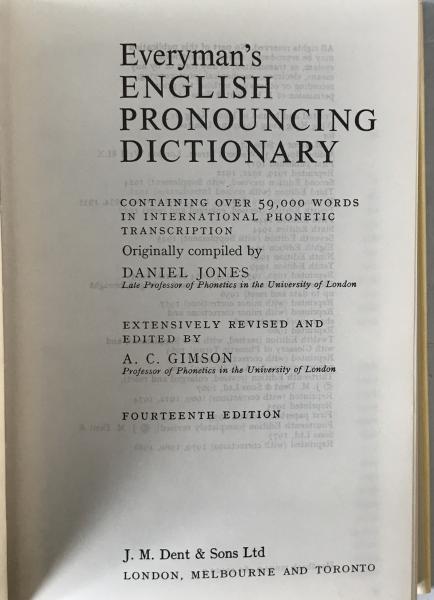 Everyman's
ENGLISH
PRONOUNCING
DICTIONARY
CONTAINING OVER 59,000 WORDS
IN INTERNATIONAL PHONETIC
TRANSCRIPTION
Originally compiled by
DANIEL JONES
Late Professor of Phonetics in the University of London
EXTENSIVELY REVISED AND
EDITED BY
A. C. GIMSON
Professor of Phonetics in the University of London
FOURTEENTH EDITION
J. M. Dent & Sons Ltd
LONDON, MELBOURNE AND TORONTO